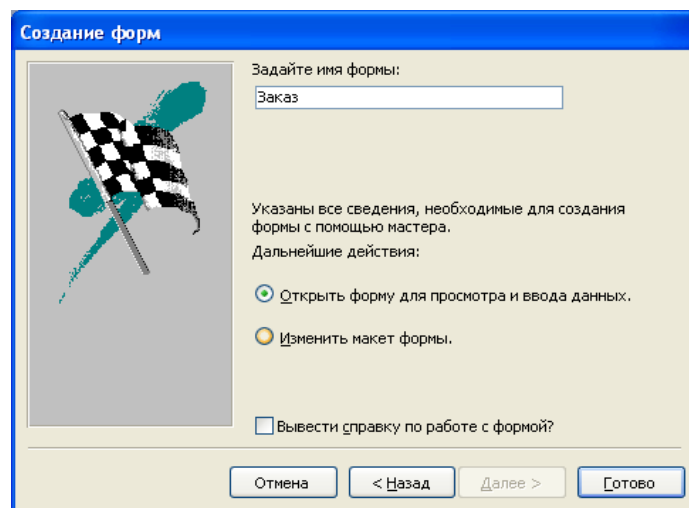 Создание форм
Задайте имя формы:
Заказ
Указаны все сведения, необходимые для создания
формы с помощью мастера.
Дальнейшие действия:
Открыть форму для просмотра и ввода данных.
Изменить макет формы.
Вывести справку по работе с формой?
Отмена
< Назад
Далее >
Готово